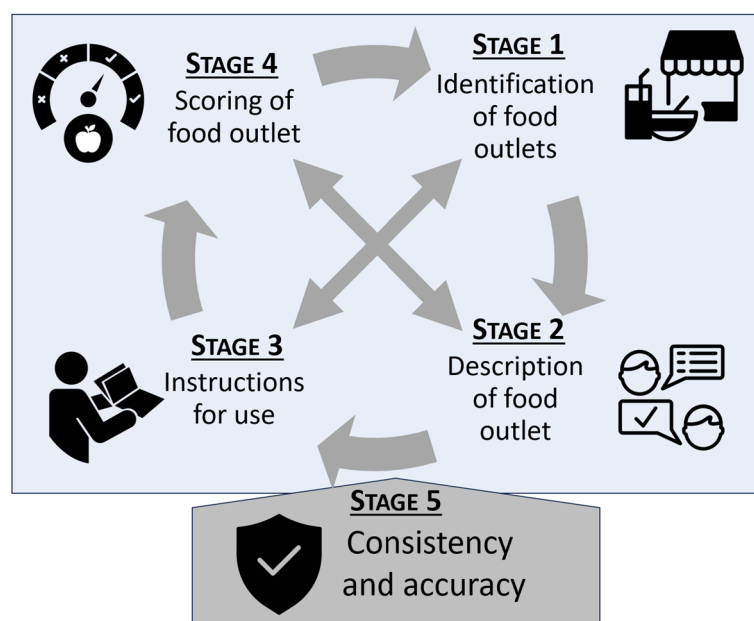 STAGE 1
Identification
of food
outlets
STAGE 2
Description
of food
outlet
STAGE 3
Instructions
for use
STAGE 4
Scoring of
food outlet
STAGE 5
Consistency
and accuracy